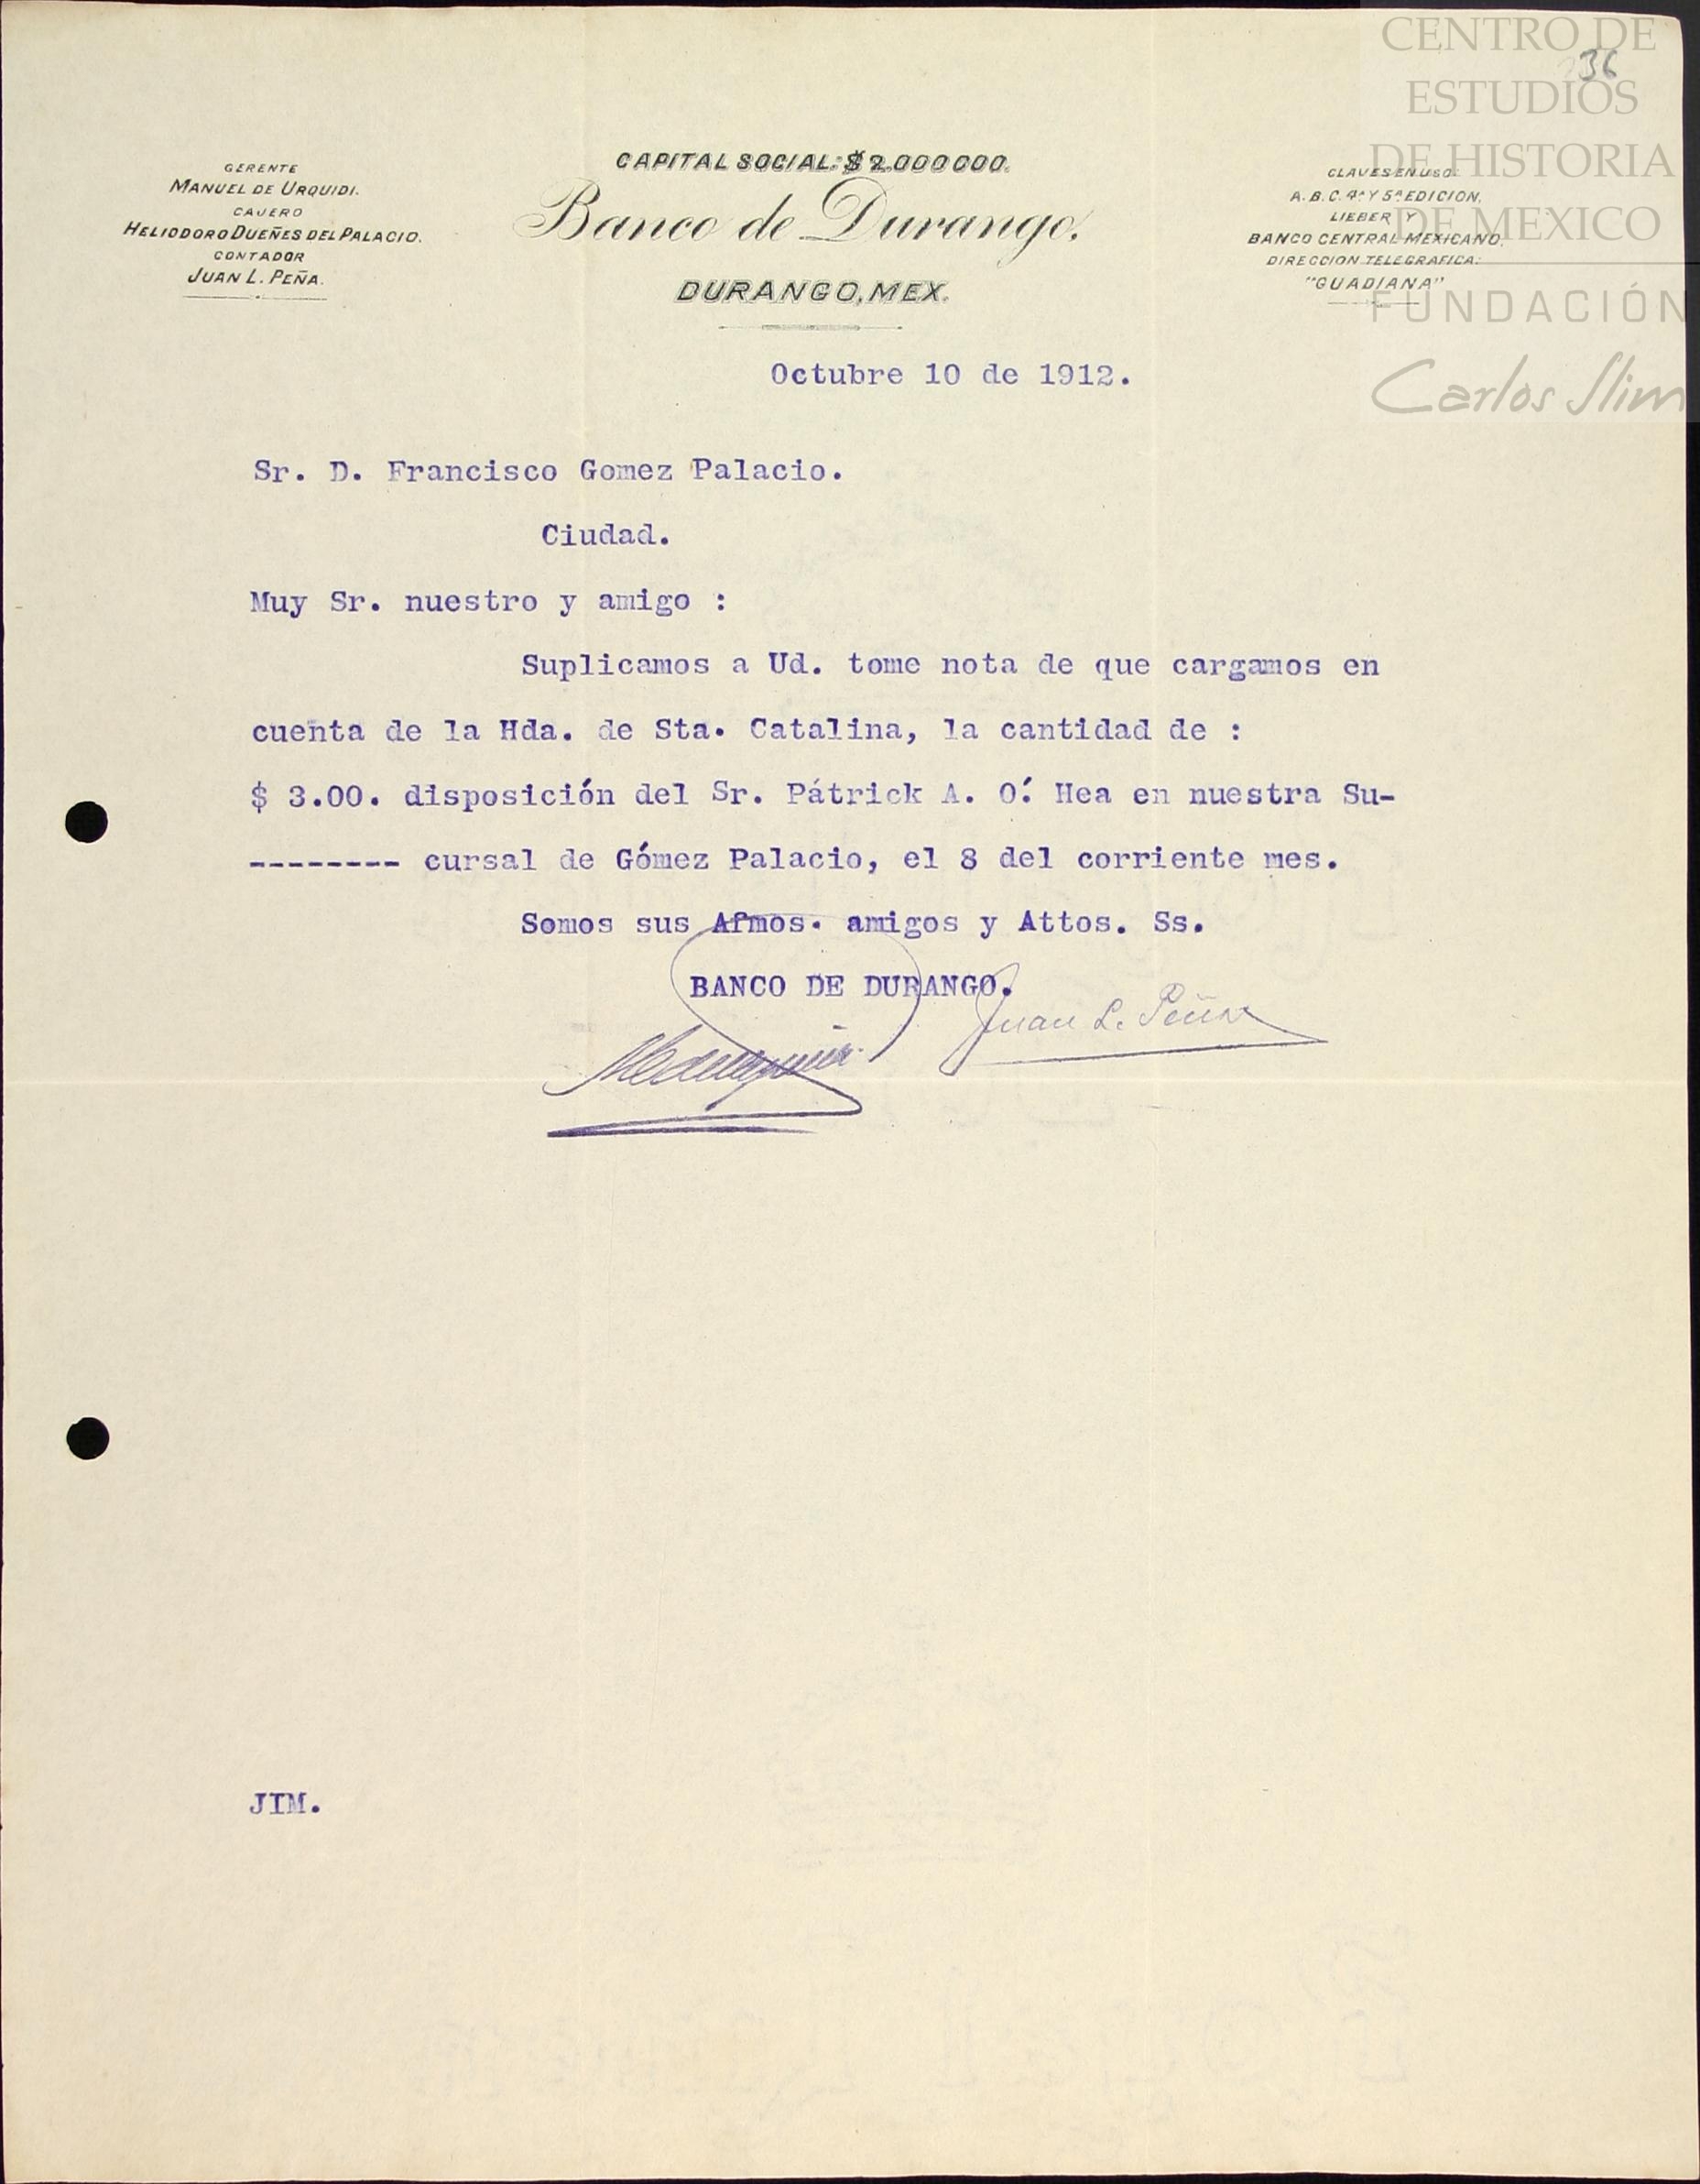 CENTRO DE
ESTUDIOS
DE HISTORIA
DE MEXICO
FUNDACIÓN
Carlos Slim
36
GERENTE
MANUEL DE URQUIDI.
CAJERO
HELIODORO DUEÑES DEL PALACIO.
CONTADOR
JUAN L. PEÑA.
CAPITAL SOCIAL: $ 2.000 000.
Banco de Durango.
DURANGO, MEX.
CLAVES EN USO:
A. B. C. 4ª Y 5ª EDICION,
LIEBER Y
BANCO CENTRAL MEXICANO.
DIRECCION TELEGRAFICA:
"GUADIANA"
Octubre 10 de 1912.
Sr. D. Francisco Gomez Palacio.
Ciudad.
Muy Sr. nuestro y amigo :
Suplicamos a Ud. tome nota de que cargamos en
cuenta de la Hda. de Sta. Catalina, la cantidad de :
$ 3.00. disposición del Sr. Pátrick A. O.' Hea en nuestra Su-
-------- cursal de Gómez Palacio, el 8 del corriente mes.
Somos sus Afmos. amigos y Attos. Ss.
BANCO DE DURANGO.
Juan L. Peña
JIM.